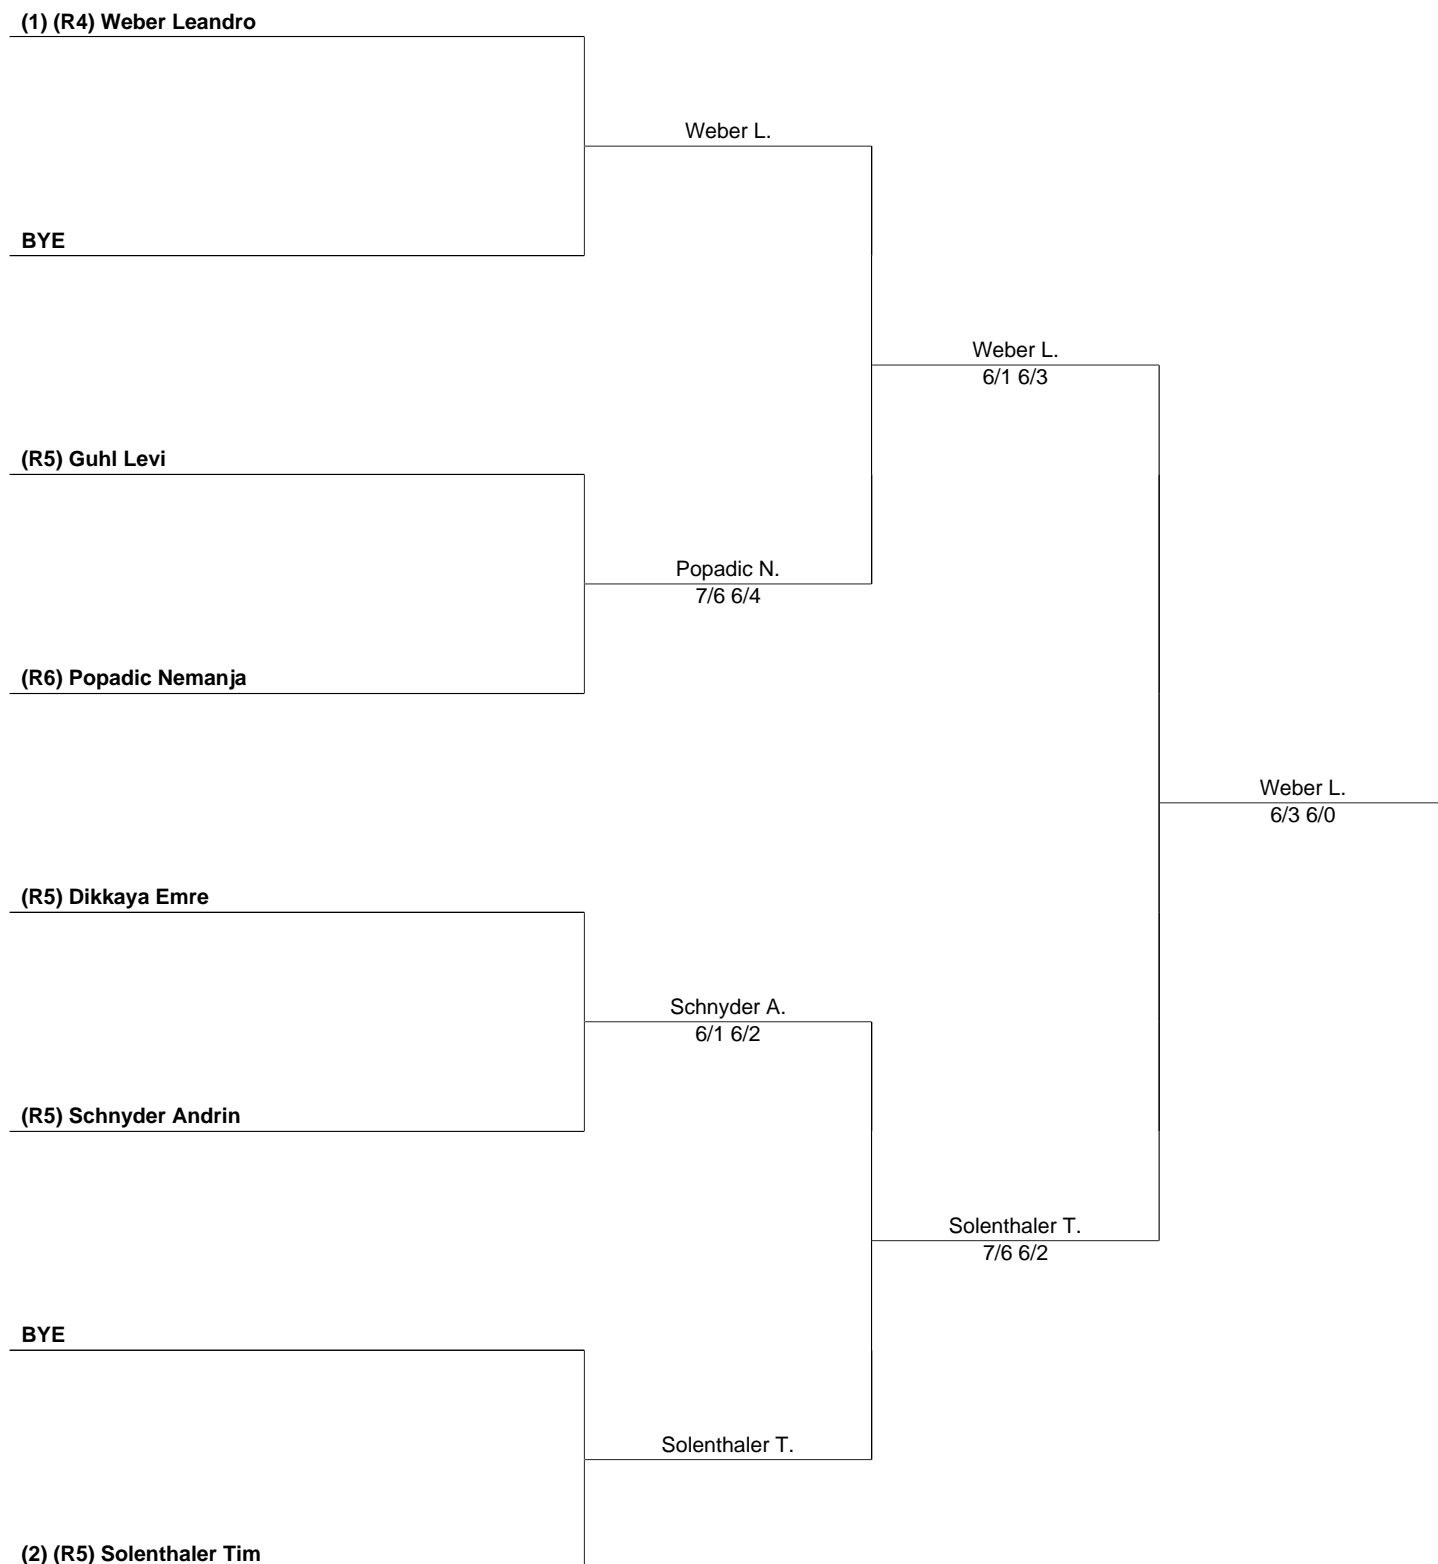 (1) (R4) Weber Leandro
Weber L.
BYE
Weber L.
6/1 6/3
(R5) Guhl Levi
Popadic N.
7/6 6/4
(R6) Popadic Nemanja
Weber L.
6/3 6/0
(R5) Dikkaya Emre
Schnyder A.
6/1 6/2
(R5) Schnyder Andrin
Solenthaler T.
7/6 6/2
BYE
Solenthaler T.
(2) (R5) Solenthaler Tim